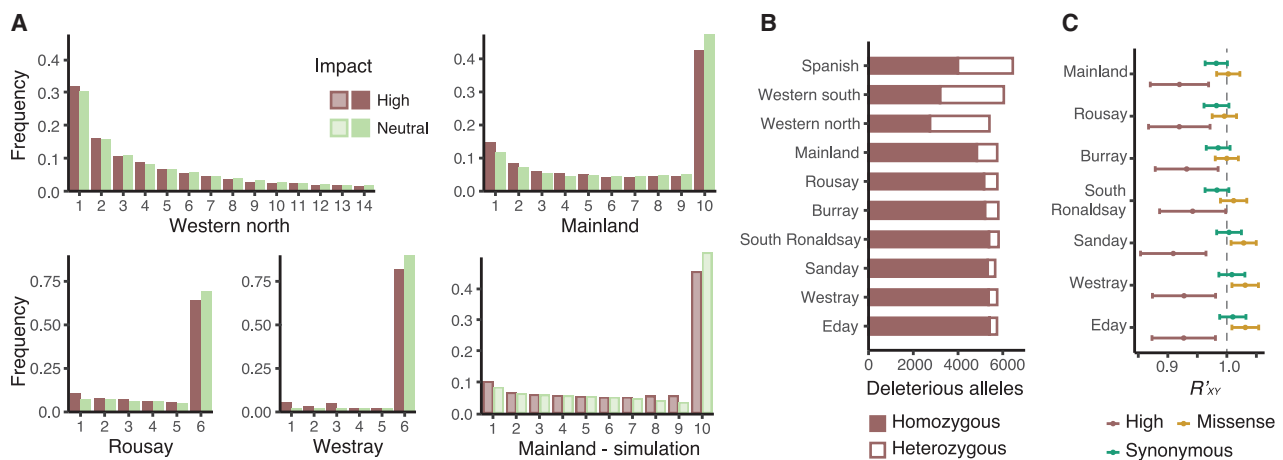 A
Frequency
0.4
0.3
0.2
0.1
0.0
1 2 3 4 5 6 7 8 9 10 11 12 13 14
Western north
Impact
High
Neutral
0.4
0.3
0.2
0.1
0.0
1 2 3 4 5 6 7 8 9 10
Mainland
Frequency
0.75
0.50
0.25
0.00
1 2 3 4 5 6
Rousay
0.75
0.50
0.25
0.00
1 2 3 4 5 6
Westray
0.4
0.3
0.2
0.1
0.0
1 2 3 4 5 6 7 8 9 10
Mainland - simulation
B
Spanish
Western south
Western north
Mainland
Rousay
Burray
South Ronaldsay
Sanday
Westray
Eday
0 2000 4000 6000
Deleterious alleles
Homozygous
Heterozygous
C
Mainland
Rousay
Burray
South
Ronaldsay
Sanday
Westray
Eday
0.9 1.0
R'XY
High Missense
Synonymous